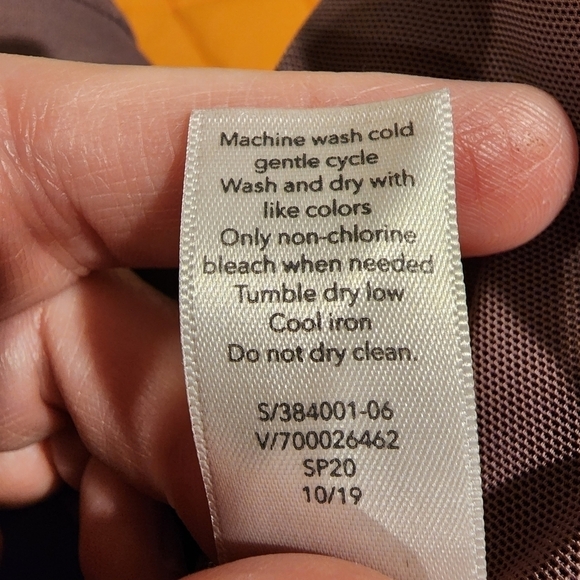 Machine wash cold
gentle cycle
Wash and dry with
like colors
Only non-chlorine
bleach when needed
Tumble dry low
Cool iron
Do not dry clean.
S/384001-06
V/700026462
SP20
10/19